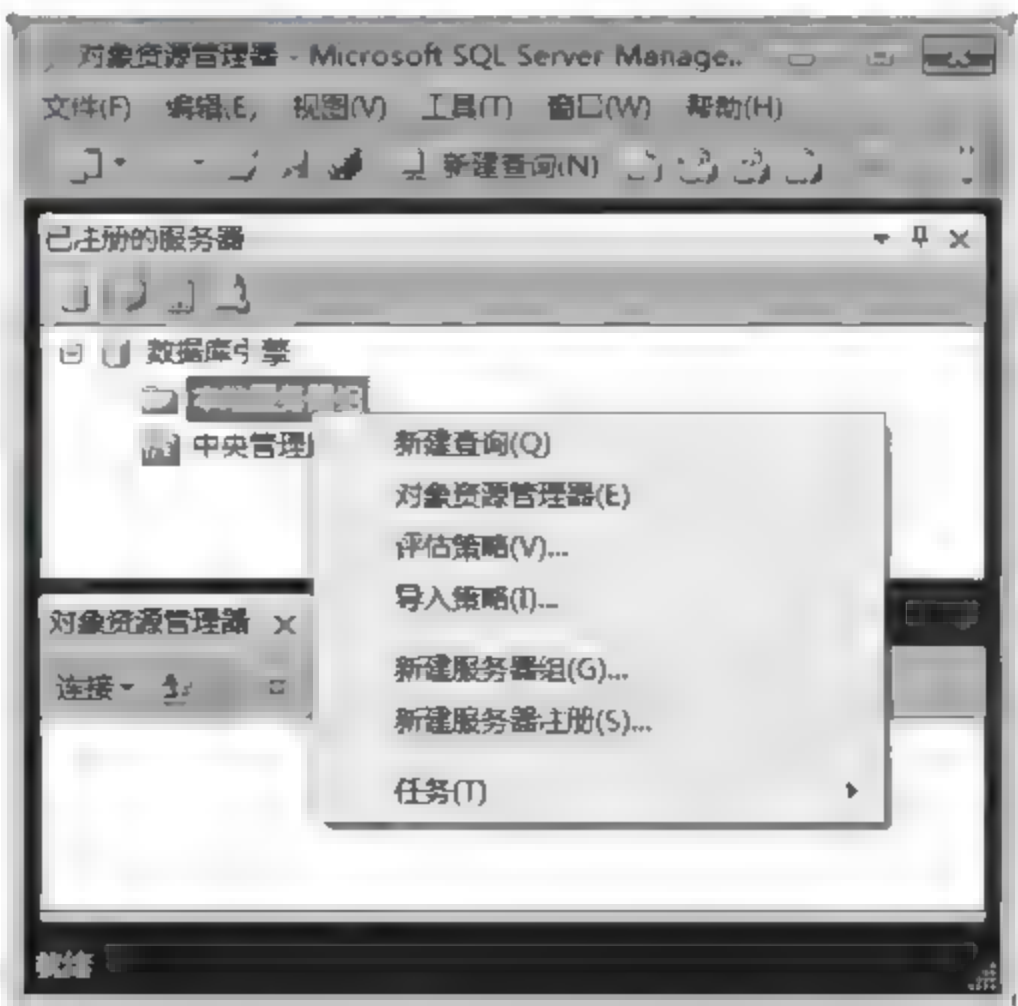 对象资源管理器 - Microsoft SQL Server Manage..
文件(F) 编辑(E, 视图(V) 工具(T) 窗口(W) 帮助(H)
新建查询(N)
已注册的服务器
数据库引擎
中央管理
新建查询(Q)
对象资源管理器(E)
评估策略(V)...
导入策略(I)...
新建服务器组(G)...
新建服务器注册(S)...
任务(T)
对象资源管理器
连接
就绪